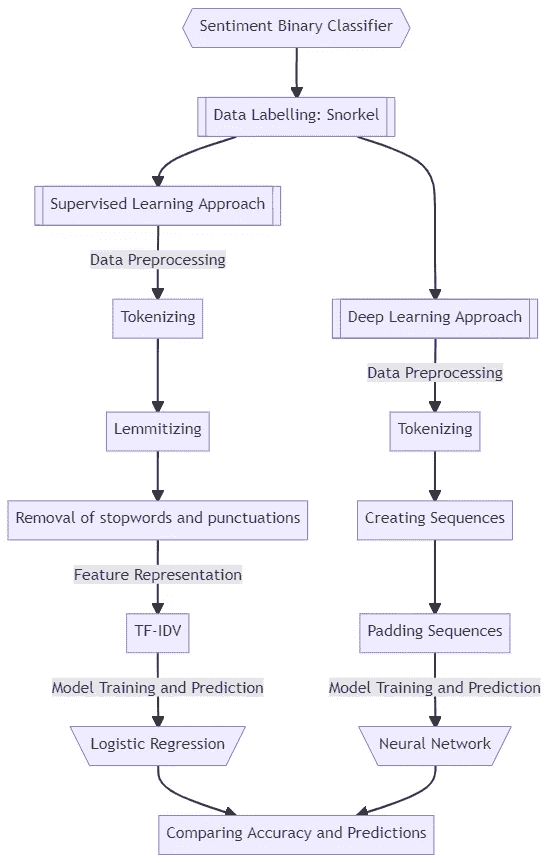 Sentiment Binary Classifier
Data Labelling: Snorkel
Supervised Learning Approach
Data Preprocessing
Tokenizing
Lemmitizing
Removal of stopwords and punctuations
Feature Representation
TF-IDV
Model Training and Prediction
Logistic Regression
Deep Learning Approach
Data Preprocessing
Tokenizing
Creating Sequences
Padding Sequences
Model Training and Prediction
Neural Network
Comparing Accuracy and Predictions